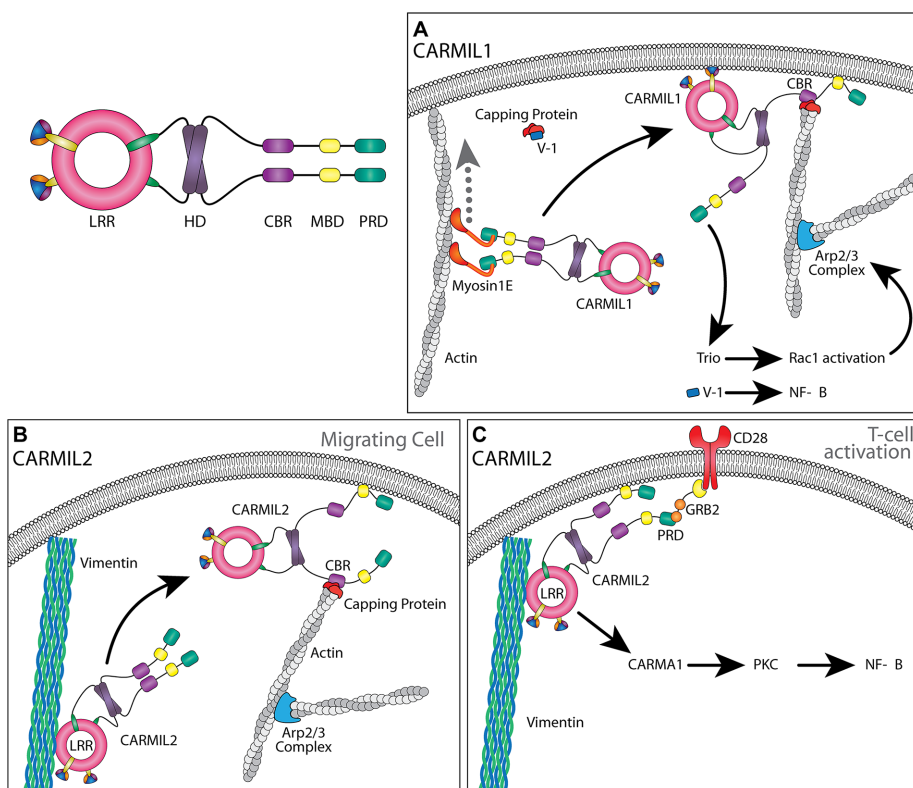 LRR HD CBR MBD PRD
A
CARMIL1
CARMIL1
CBR
Capping Protein
V-1
Myosin1E
CARMIL1
Arp2/3
Complex
Actin
Trio
Rac1 activation
V-1
NF- B
B
Migrating Cell
CARMIL2
CARMIL2
Vimentin
CBR
Capping Protein
Actin
LRR
CARMIL2
Arp2/3
Complex
C
T-cell
activation
CARMIL2
CD28
GRB2
PRD
CARMIL2
LRR
CARMA1
PKC
NF- B
Vimentin